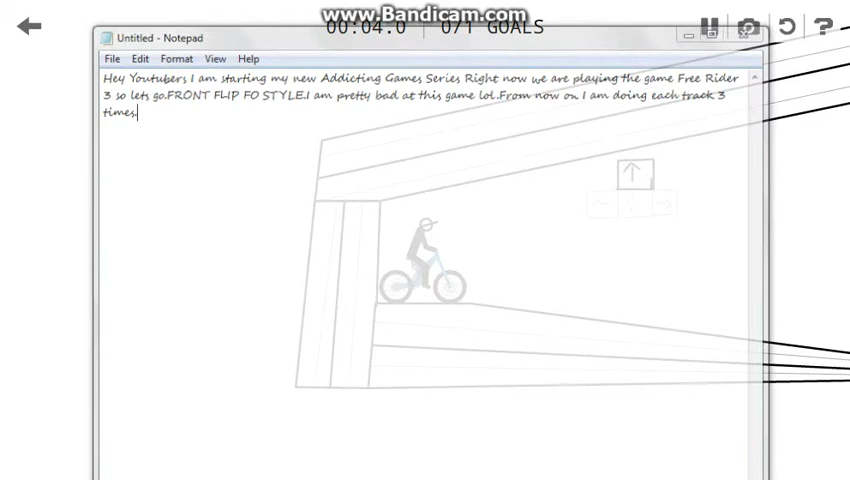 www.Bandicam.com
00:04.0 0/1 GOALS
?
Untitled - Notepad
File Edit Format View Help
Hey Youtubers I am starting my new Addicting Games Series Right now we are playing the game Free Rider
3 so lets go.FRONT FLIP FO STYLE.I am pretty bad at this game lol.From now on I am doing each track 3
times.